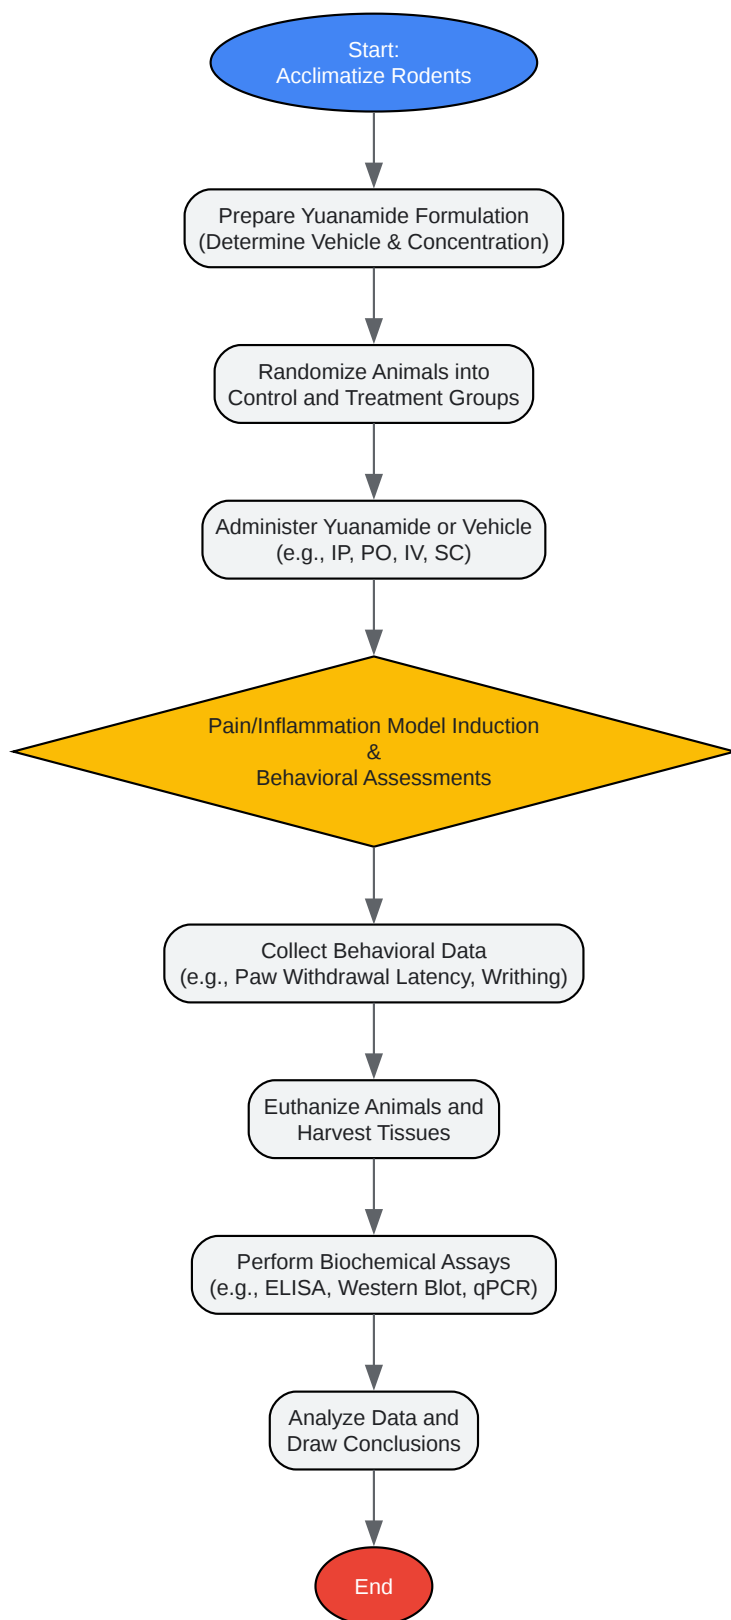 Start:
Acclimatize Rodents
Prepare Yuanamide Formulation
(Determine Vehicle & Concentration)
Randomize Animals into
Control and Treatment Groups
Administer Yuanamide or Vehicle
(e.g., IP, PO, IV, SC)
Pain/Inflammation Model Induction
&
Behavioral Assessments
Collect Behavioral Data
(e.g., Paw Withdrawal Latency, Writhing)
Euthanize Animals and
Harvest Tissues
Perform Biochemical Assays
(e.g., ELISA, Western Blot, qPCR)
Analyze Data and
Draw Conclusions
End